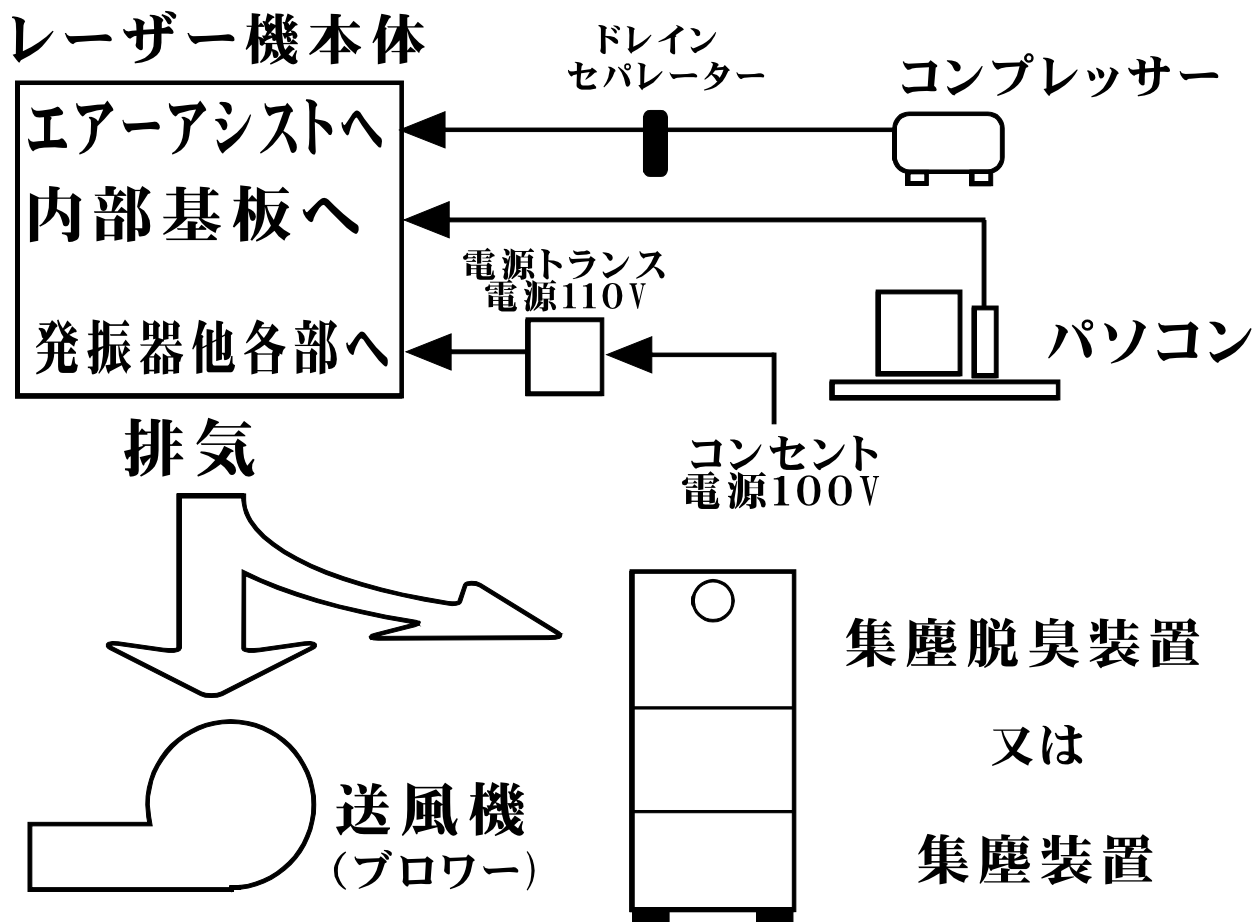 レーザー機本体
ドレイン
セパレーター
コンプレッサー
エアーアシストへ
内部基板へ
電源トランス
電源110V
発振器他各部へ
パソコン
排気
コンセント
電源100V
集塵脱臭装置
又は
集塵装置
送風機
(ブロワー)